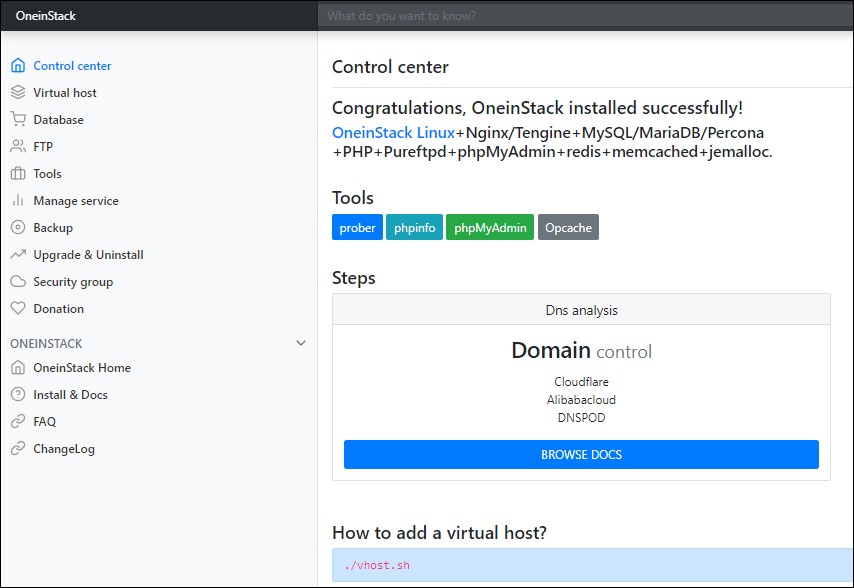 OneinStack
What do you want to know?
Control center
Virtual host
Database
FTP
Tools
Manage service
Backup
Upgrade & Uninstall
Security group
Donation
ONEINSTACK
OneinStack Home
Install & Docs
FAQ
ChangeLog
Control center
Congratulations, OneinStack installed successfully!
OneinStack Linux+Nginx/Tengine+MySQL/MariaDB/Percona
+PHP+Pureftpd+phpMyAdmin+redis+memcached+jemalloc.
Tools
prober phpinfo phpMyAdmin Opcache
Steps
Dns analysis
Domain control
Cloudflare
Alibabacloud
DNSPOD
BROWSE DOCS
How to add a virtual host?
./vhost.sh